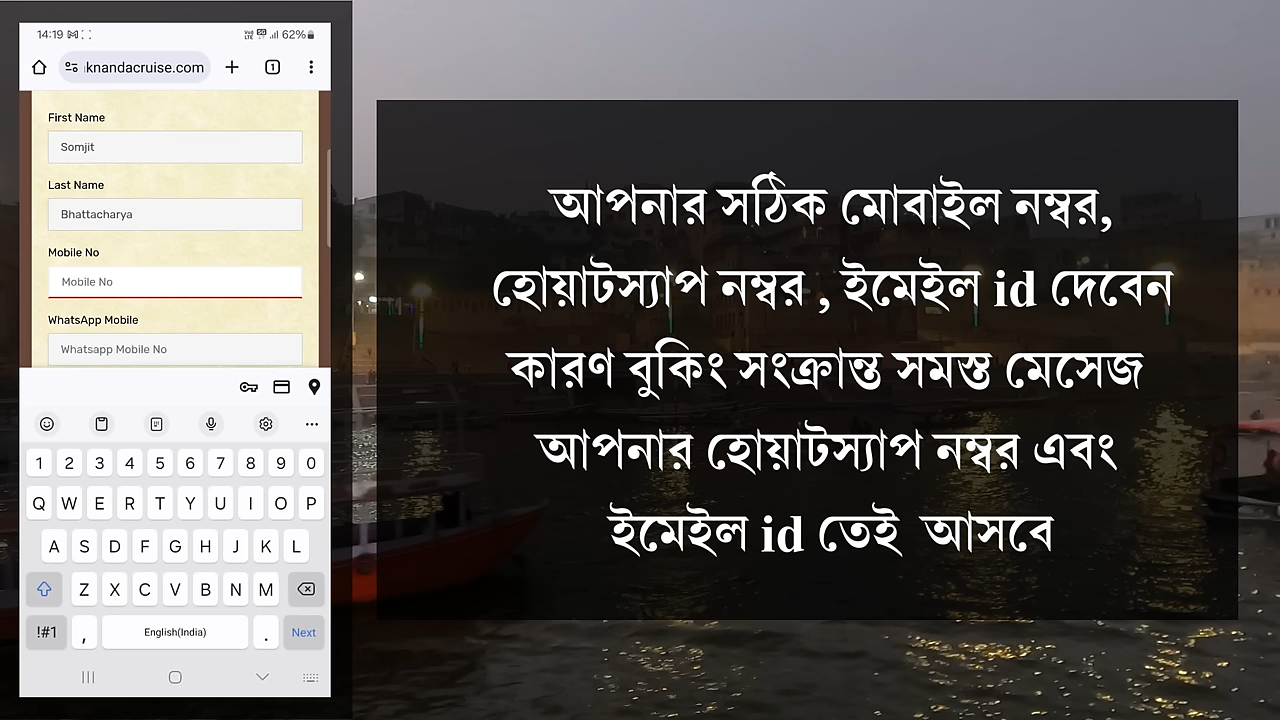 14:19
62%
knandacruise.com
1
First Name
Somjit
Last Name
Bhattacharya
Mobile No
Mobile No
WhatsApp Mobile
Whatsapp Mobile No
1 2 3 4 5 6 7 8 9 0
Q W E R T Y U I O P
A S D F G H J K L
Z X C V B N M
!#1 , English(India) . Next
আপনার সঠিক মোবাইল নম্বর,
হোয়াটস্যাপ নম্বর , ইমেইল id দেবেন
কারণ বুকিং সংক্রান্ত সমস্ত মেসেজ
আপনার হোয়াটস্যাপ নম্বর এবং
ইমেইল id তেই আসবে